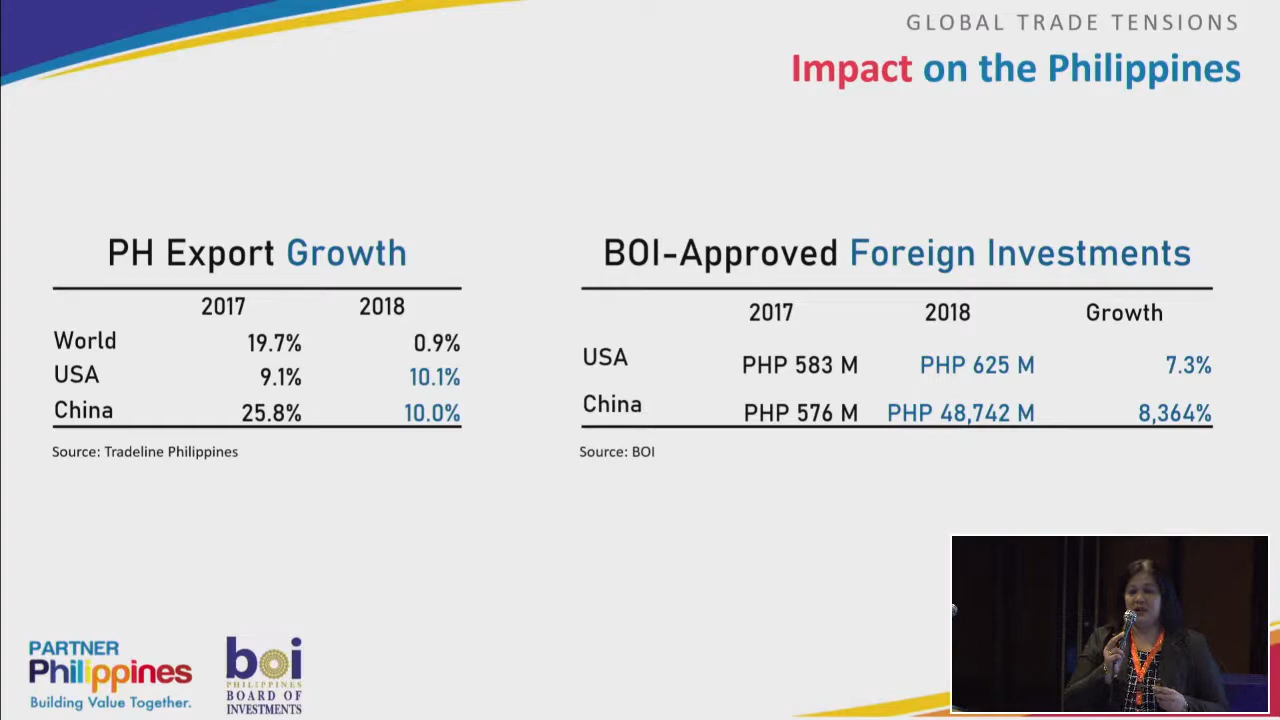 GLOBAL TRADE TENSIONS
Impact on the Philippines
PH Export Growth
2017 2018
World 19.7% 0.9%
USA 9.1% 10.1%
China 25.8% 10.0%
Source: Tradeline Philippines
BOI-Approved Foreign Investments
2017 2018 Growth
USA PHP 583 M PHP 625 M 7.3%
China PHP 576 M PHP 48,742 M 8,364%
Source: BOI
PARTNER
Philippines
Building Value Together.
boi
PHILIPPINES
BOARD OF
INVESTMENTS